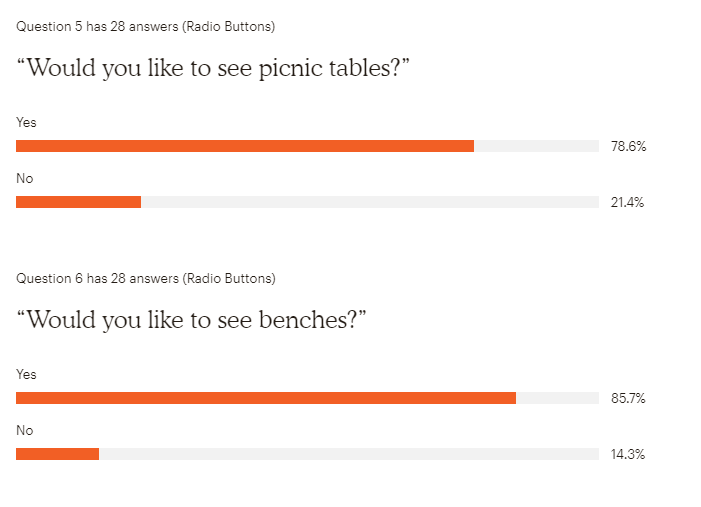 Question 5 has 28 answers (Radio Buttons)
“Would you like to see picnic tables?”
Yes
78.6%
No
21.4%
Question 6 has 28 answers (Radio Buttons)
“Would you like to see benches?”
Yes
85.7%
No
14.3%